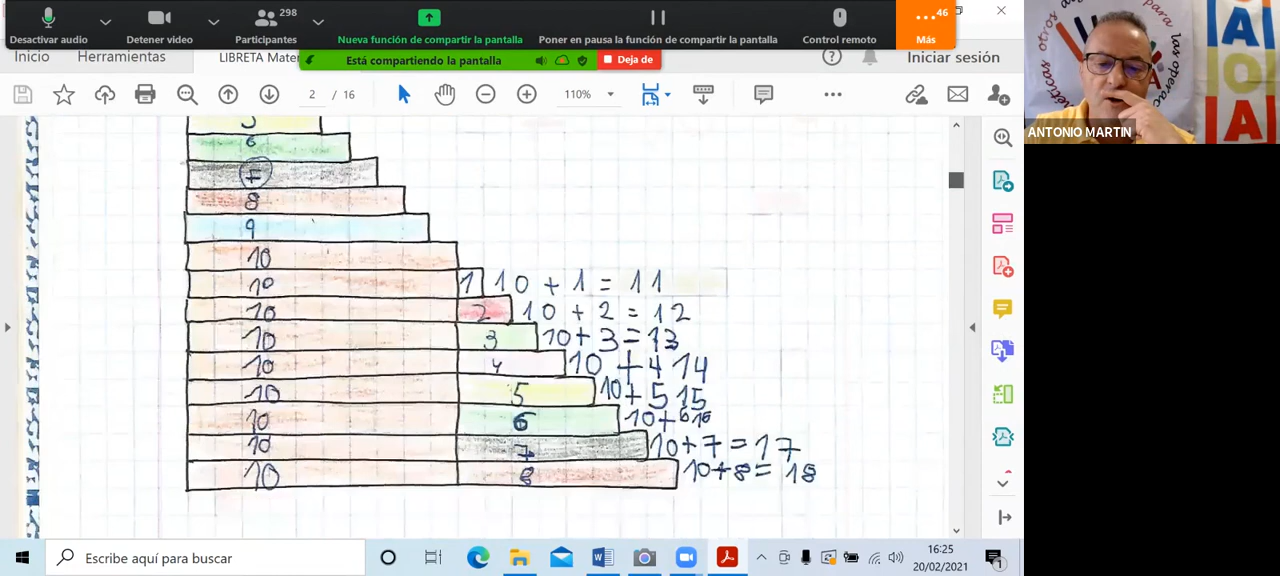 298
46
Desactivar audio
Detener video
Participantes
Nueva función de compartir la pantalla
Poner en pausa la función de compartir la pantalla
Control remoto
Más
Está compartiendo la pantalla
Deja de
Inicio
Herramientas
LIBRETA Mater
Iniciar sesión
2 / 16
110%
ANTONIO MARTIN
6
7
8
9
10
10 1 10 + 1 = 11
10 2 10 + 2 = 12
10 3 10 + 3 = 13
10 4 10 + 4 14
10 5 10 + 5 15
10 6 10 + 6 16
10 7 10 + 7 = 17
10 8 10 + 8 = 18
Escribe aquí para buscar
16:25
20/02/2021
1